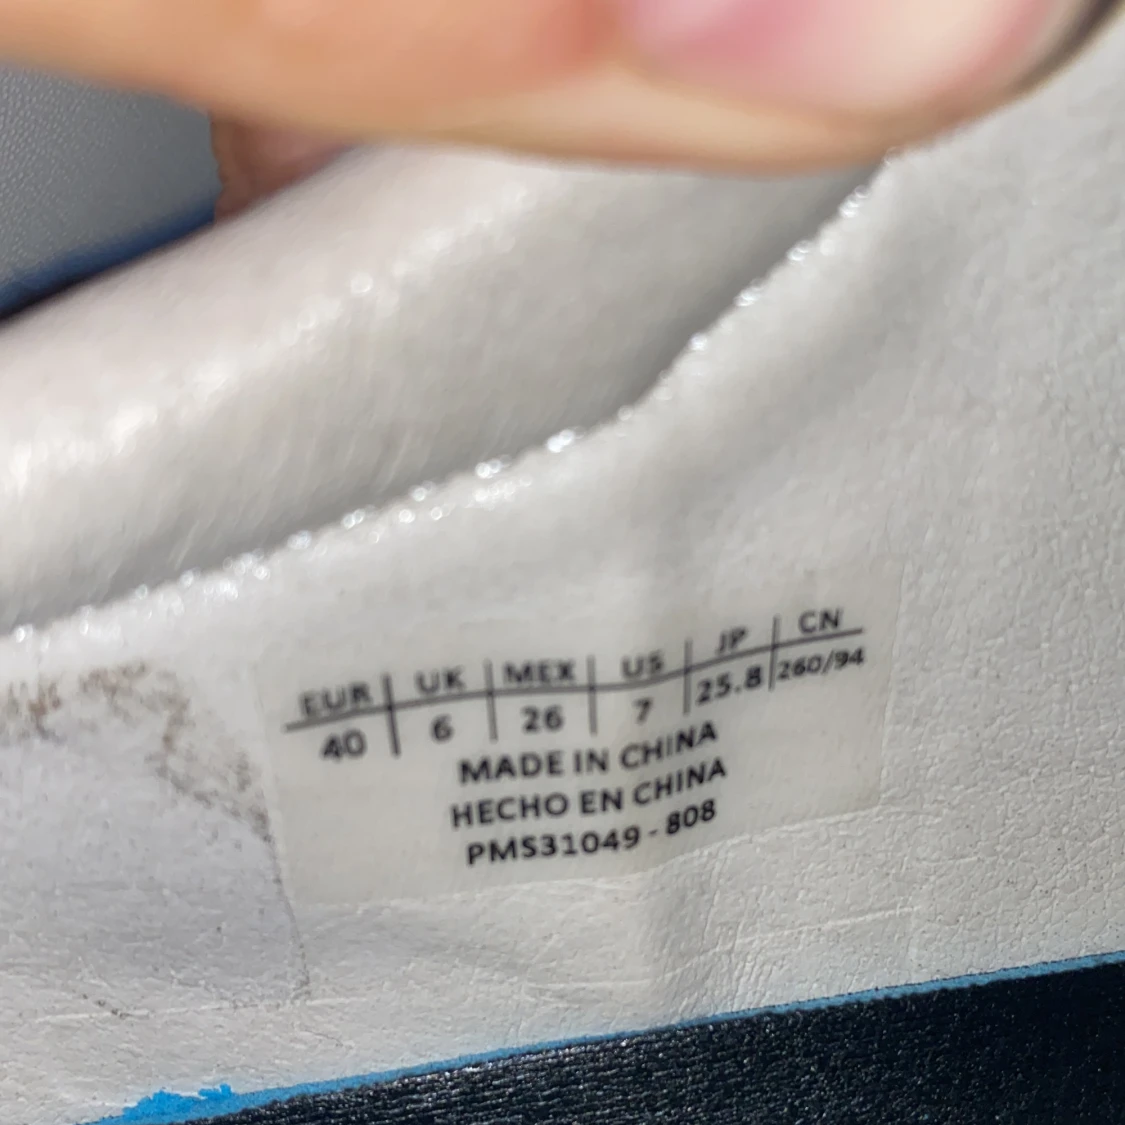 EUR | UK | MEX | US | JP | CN
40 | 6 | 26 | 7 | 25.8 | 260/94
MADE IN CHINA
HECHO EN CHINA
PMS31049 - 808